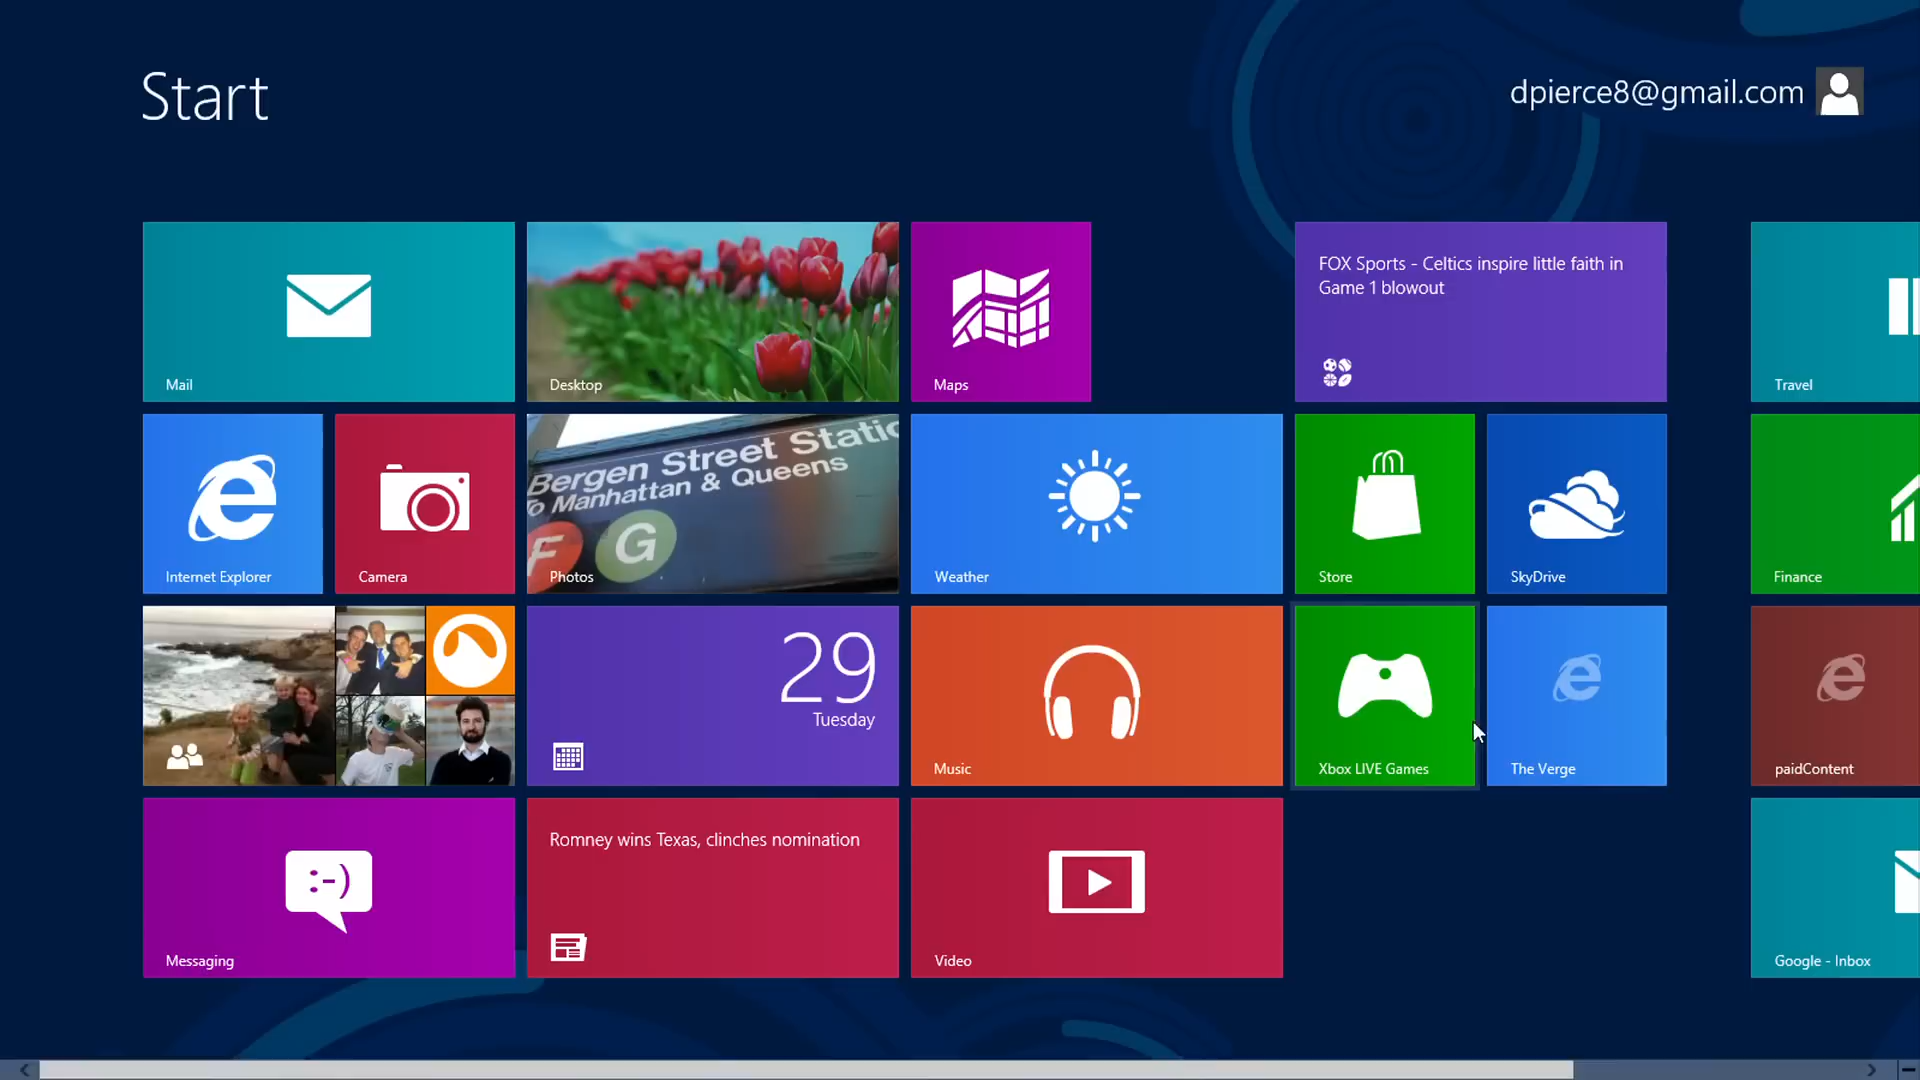 Start
dpierce8@gmail.com
Mail
Desktop
Maps
FOX Sports - Celtics inspire little faith in
Game 1 blowout
Travel
Internet Explorer
Camera
Bergen Street Statio
To Manhattan & Queens
F
G
Photos
Weather
Store
SkyDrive
Finance
29
Tuesday
Music
Xbox LIVE Games
The Verge
paidContent
:-)
Messaging
Romney wins Texas, clinches nomination
Video
Google - Inbox